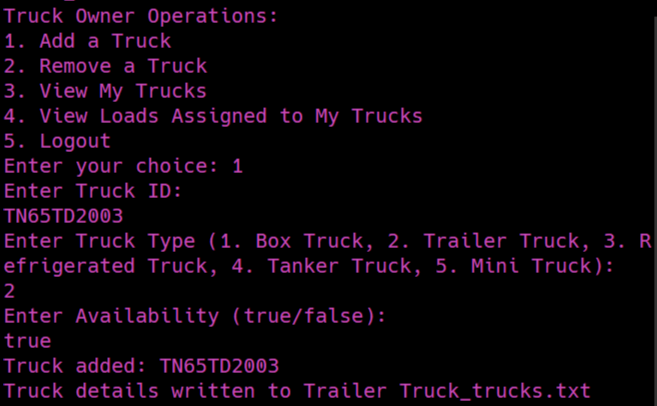 Truck Owner Operations:
1. Add a Truck
2. Remove a Truck
3. View My Trucks
4. View Loads Assigned to My Trucks
5. Logout
Enter your choice: 1
Enter Truck ID:
TN65TD2003
Enter Truck Type (1. Box Truck, 2. Trailer Truck, 3. R
efrigerated Truck, 4. Tanker Truck, 5. Mini Truck):
2
Enter Availability (true/false):
true
Truck added: TN65TD2003
Truck details written to Trailer Truck_trucks.txt